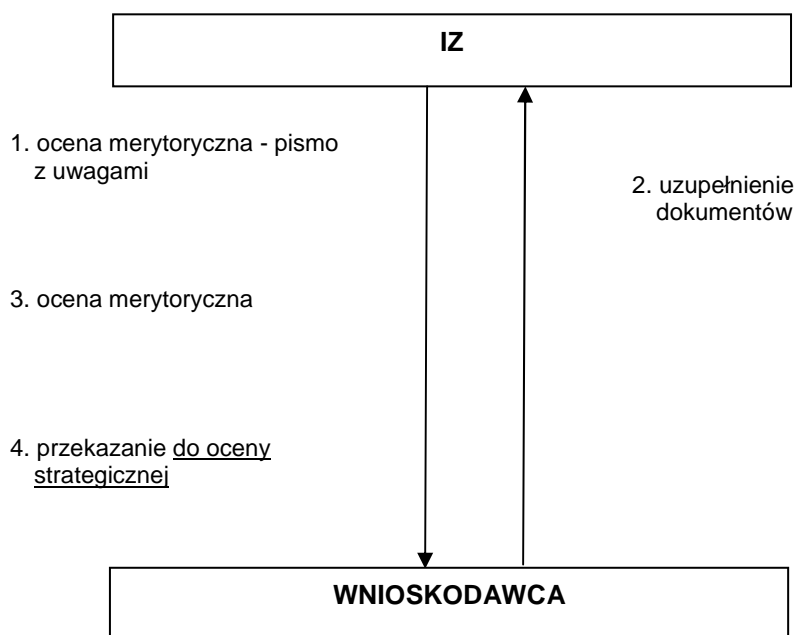 IZ
1. ocena merytoryczna - pismo
z uwagami
2. uzupełnienie
dokumentów
3. ocena merytoryczna
4. przekazanie do oceny
strategicznej
WNIOSKODAWCA